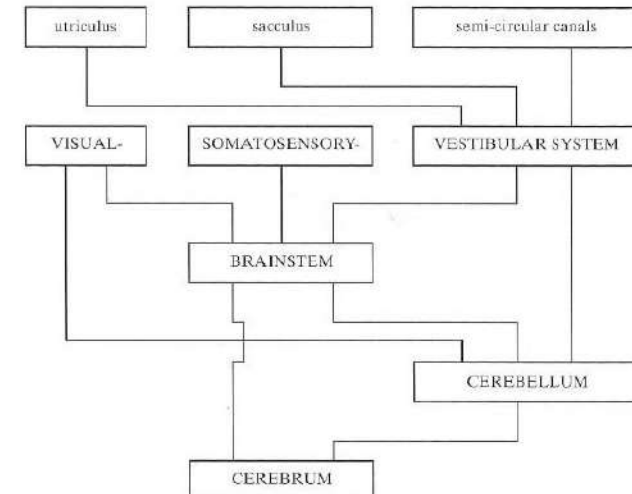 utriculus
sacculus
semi-circular canals
VISUAL-
SOMATOSENSORY-
VESTIBULAR SYSTEM
BRAINSTEM
CEREBELLUM
CEREBRUM